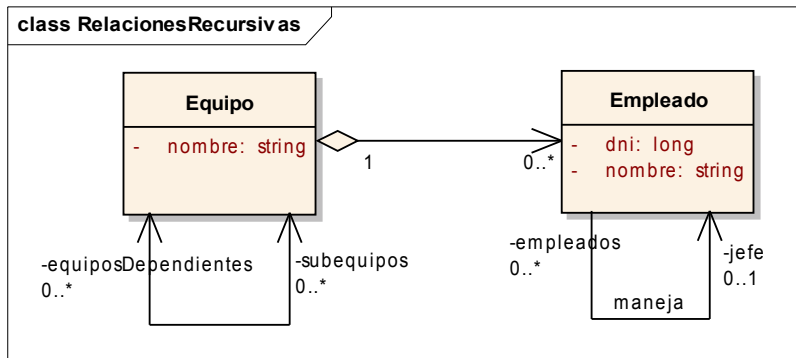 class RelacionesRecursivas
Equipo
- nombre: string
1
0..*
Empleado
- dni: long
- nombre: string
-equiposDependientes
0..*
-subequipos
0..*
-empleados
0..*
-jefe
0..1
maneja